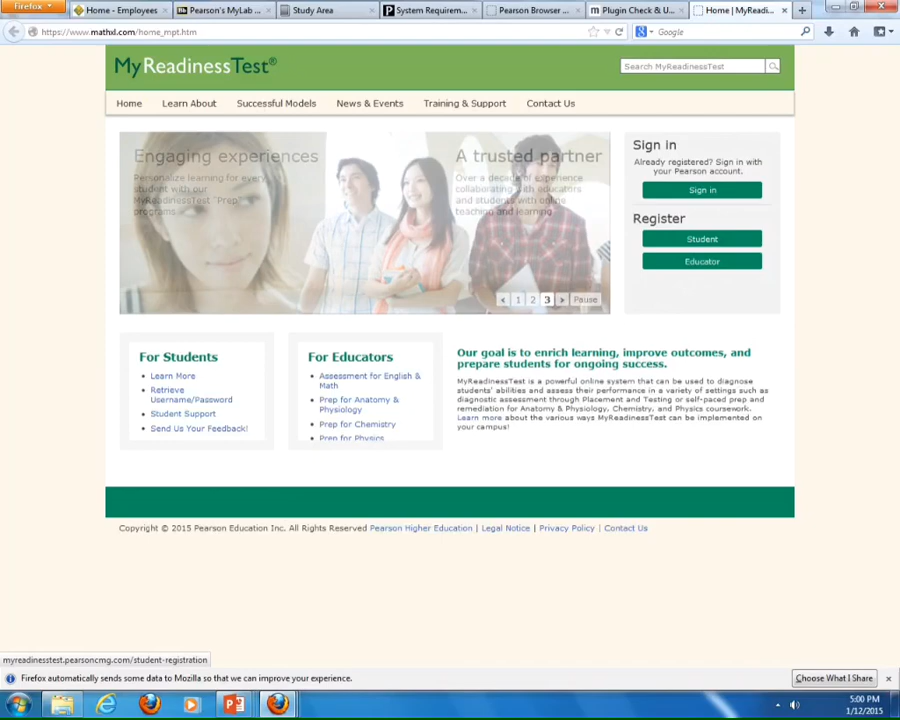 Firefox
Home - Employees
Pearson's MyLab ...
Study Area
System Requirem...
Pearson Browser ...
Plugin Check & U...
Home | MyReadi...
https://www.mathxl.com/home_mpt.htm
Google
MyReadinessTest®
Search MyReadinessTest
Home
Learn About
Successful Models
News & Events
Training & Support
Contact Us
Engaging experiences
Personalize learning for every
student with our
MyReadinessTest "Prep"
programs
A trusted partner
Over a decade of experience
collaborating with educators
and students with online
teaching and learning
1 2 3 Pause
Sign in
Already registered? Sign in with
your Pearson account.
Sign in
Register
Student
Educator
For Students
Learn More
Retrieve
Username/Password
Student Support
Send Us Your Feedback!
For Educators
Assessment for English &
Math
Prep for Anatomy &
Physiology
Prep for Chemistry
Prep for Physics
Our goal is to enrich learning, improve outcomes, and
prepare students for ongoing success.
MyReadinessTest is a powerful online system that can be used to diagnose
students' abilities and assess their performance in a variety of settings such as
diagnostic assessment through Placement and Testing or self-paced prep and
remediation for Anatomy & Physiology, Chemistry, and Physics coursework.
Learn more about the various ways MyReadinessTest can be implemented on
your campus!
Copyright © 2015 Pearson Education Inc. All Rights Reserved Pearson Higher Education | Legal Notice | Privacy Policy | Contact Us
myreadinesstest.pearsoncmg.com/student-registration
Firefox automatically sends some data to Mozilla so that we can improve your experience.
Choose What I Share
5:00 PM
1/12/2015